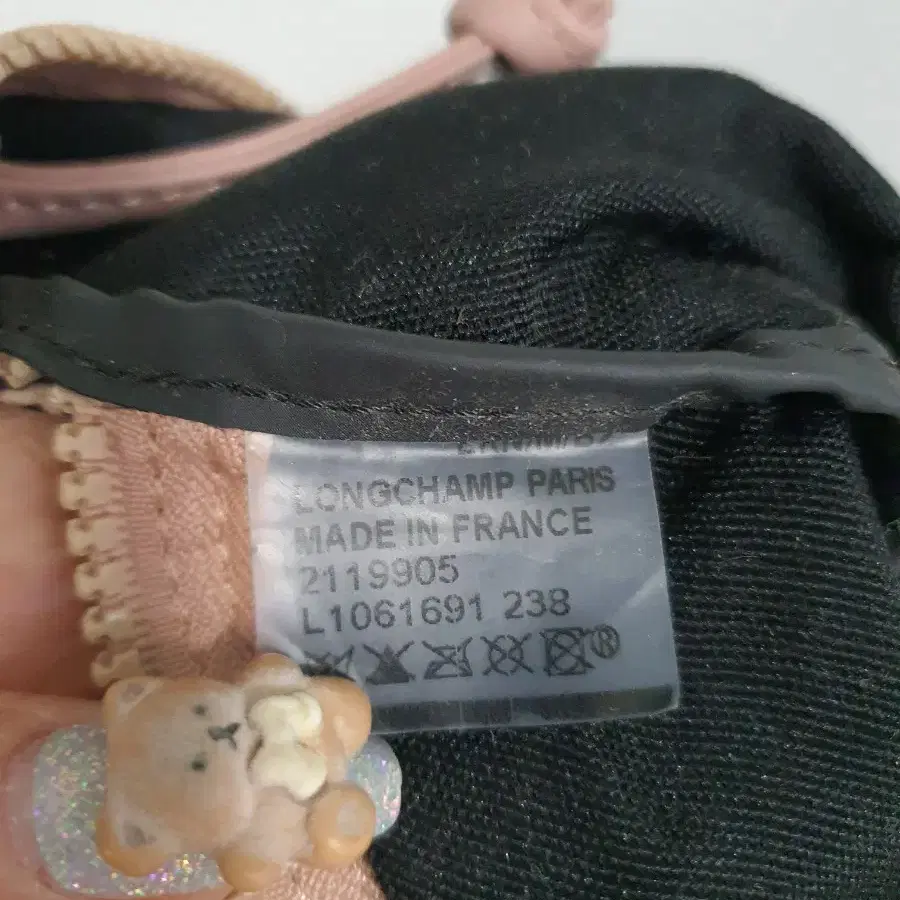 LONGCHAMP PARIS
MADE IN FRANCE
2119905
L1061691 238
®